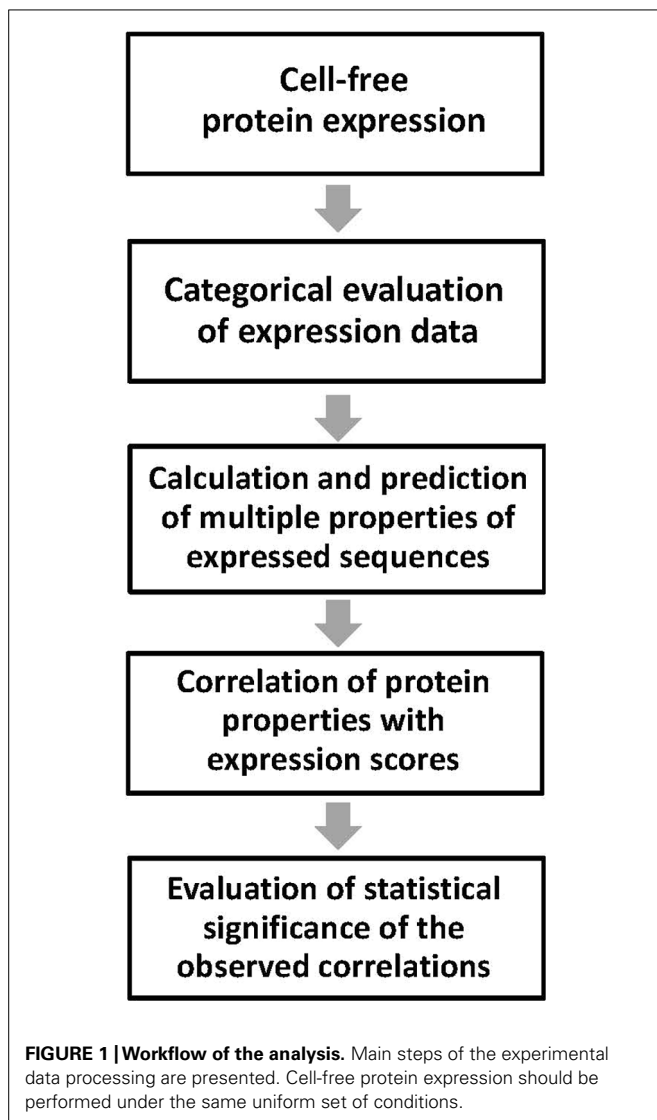 Cell-free
protein expression
Categorical evaluation
of expression data
Calculation and prediction
of multiple properties of
expressed sequences
Correlation of protein
properties with
expression scores
Evaluation of statistical
significance of the
observed correlations
FIGURE 1 | Workflow of the analysis. Main steps of the experimental
data processing are presented. Cell-free protein expression should be
performed under the same uniform set of conditions.